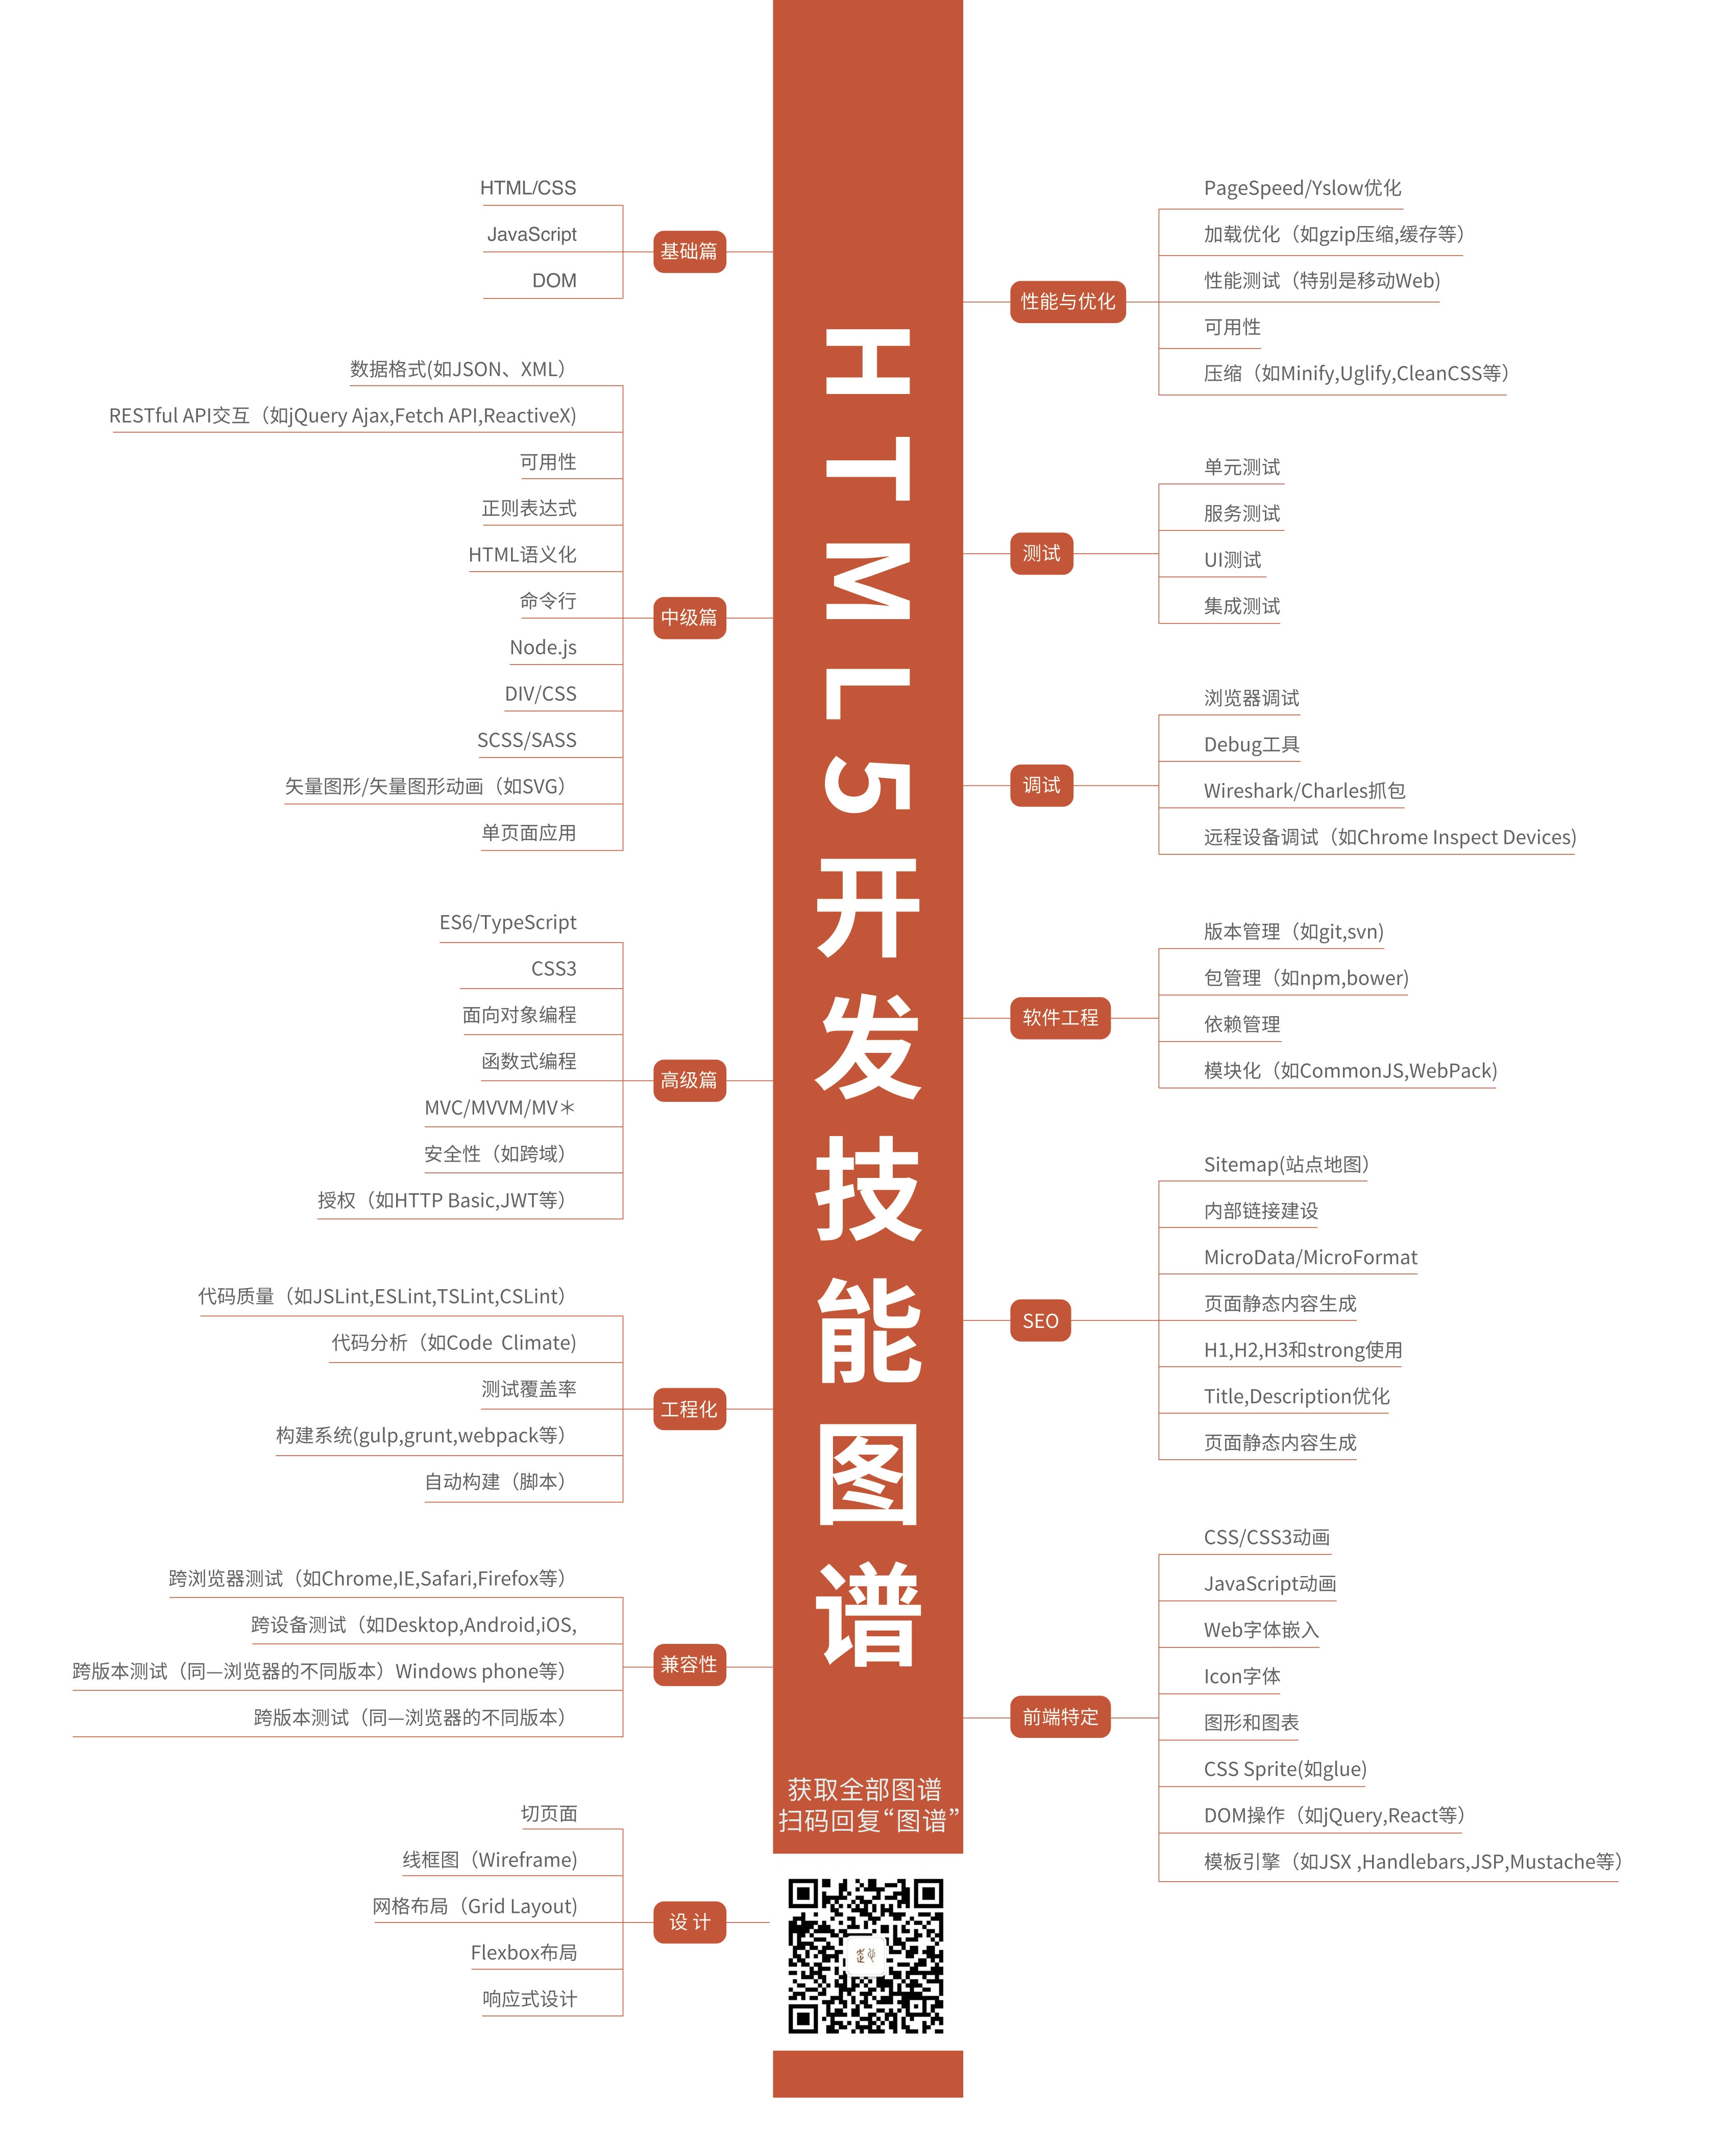 HTML5开发技能图谱
基础篇
HTML/CSS
JavaScript
DOM
中级篇
数据格式(如JSON、XML）
RESTful API交互（如jQuery Ajax,Fetch API,ReactiveX)
可用性
正则表达式
HTML语义化
命令行
Node.js
DIV/CSS
SCSS/SASS
矢量图形/矢量图形动画（如SVG）
单页面应用
高级篇
ES6/TypeScript
CSS3
面向对象编程
函数式编程
MVC/MVVM/MV＊
安全性（如跨域）
授权（如HTTP Basic,JWT等）
工程化
代码质量（如JSLint,ESLint,TSLint,CSLint）
代码分析（如Code  Climate)
测试覆盖率
构建系统(gulp,grunt,webpack等）
自动构建（脚本）
兼容性
跨浏览器测试（如Chrome,IE,Safari,Firefox等）
跨设备测试（如Desktop,Android,iOS,
跨版本测试（同—浏览器的不同版本）Windows phone等）
跨版本测试（同—浏览器的不同版本）
设 计
切页面
线框图（Wireframe)
网格布局（Grid Layout)
Flexbox布局
响应式设计
性能与优化
PageSpeed/Yslow优化
加载优化（如gzip压缩,缓存等）
性能测试（特别是移动Web)
可用性
压缩（如Minify,Uglify,CleanCSS等）
测试
单元测试
服务测试
UI测试
集成测试
调试
浏览器调试
Debug工具
Wireshark/Charles抓包
远程设备调试（如Chrome Inspect Devices)
软件工程
版本管理（如git,svn)
包管理（如npm,bower)
依赖管理
模块化（如CommonJS,WebPack)
SEO
Sitemap(站点地图）
内部链接建设
MicroData/MicroFormat
页面静态内容生成
H1,H2,H3和strong使用
Title,Description优化
页面静态内容生成
前端特定
CSS/CSS3动画
JavaScript动画
Web字体嵌入
Icon字体
图形和图表
CSS Sprite(如glue)
DOM操作（如jQuery,React等）
模板引擎（如JSX ,Handlebars,JSP,Mustache等）
获取全部图谱
扫码回复“图谱”